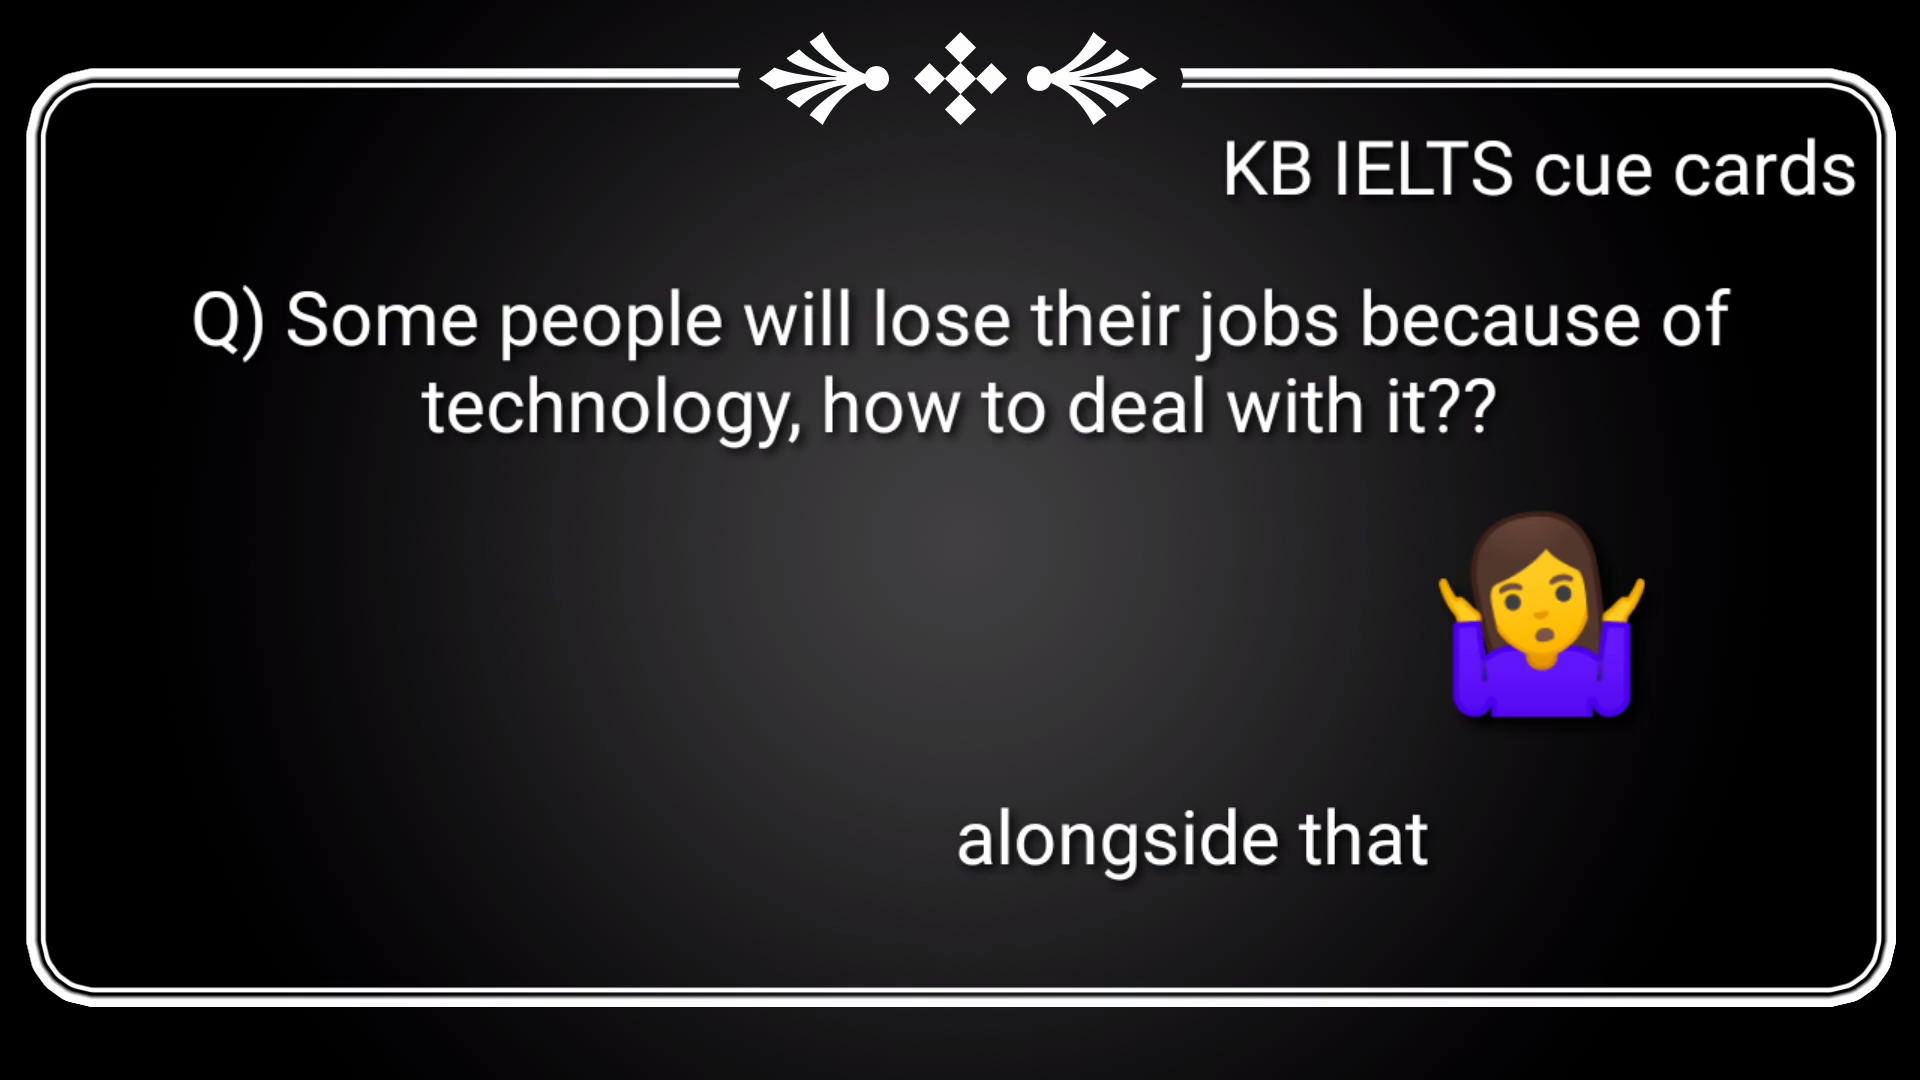 KB IELTS cue cards
Q) Some people will lose their jobs because of
technology, how to deal with it??
alongside that